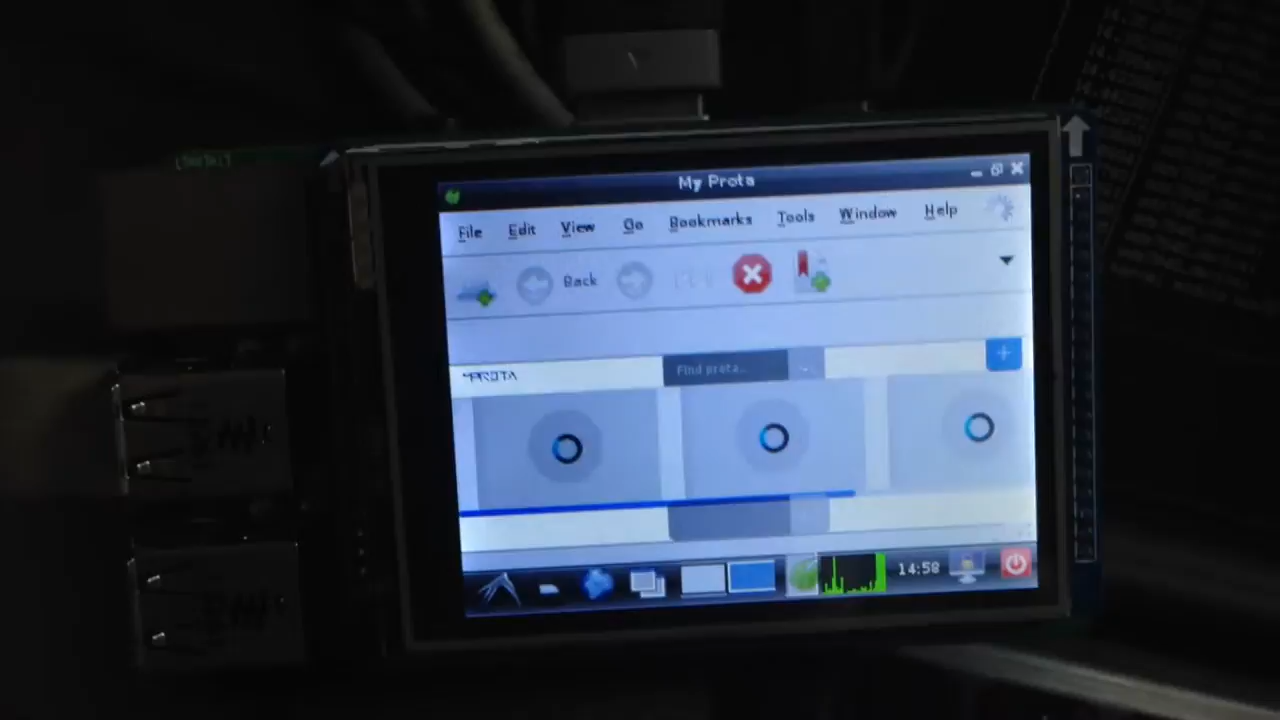 My Prota
File Edit View Go Bookmarks Tools Window Help
Back
PROTA
Find prota...
14:58